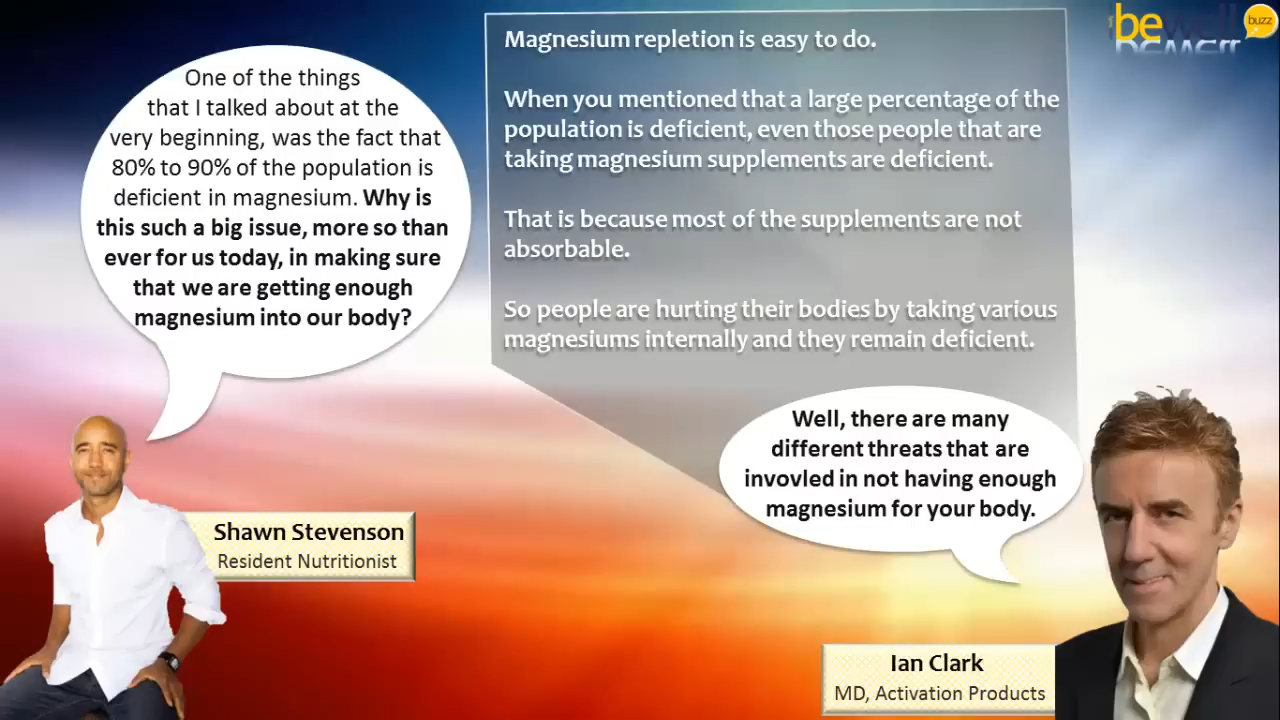 bewell
buzz
One of the things
that I talked about at the
very beginning, was the fact that
80% to 90% of the population is
deficient in magnesium. Why is
this such a big issue, more so than
ever for us today, in making sure
that we are getting enough
magnesium into our body?
Magnesium repletion is easy to do.
When you mentioned that a large percentage of the
population is deficient, even those people that are
taking magnesium supplements are deficient.
That is because most of the supplements are not
absorbable.
So people are hurting their bodies by taking various
magnesiums internally and they remain deficient.
Well, there are many
different threats that are
invovled in not having enough
magnesium for your body.
Shawn Stevenson
Resident Nutritionist
Ian Clark
MD, Activation Products